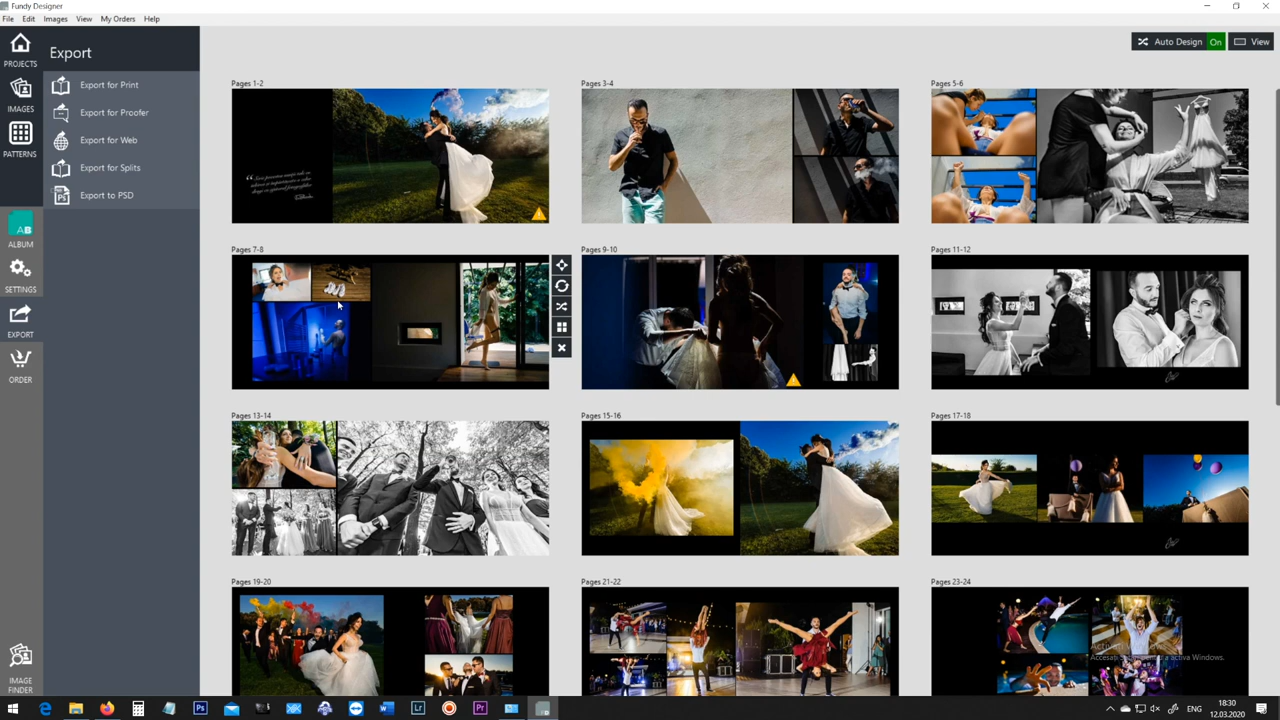 Fundy Designer
File Edit Images View My Orders Help
PROJECTS
IMAGES
PATTERNS
ALBUM
SETTINGS
EXPORT
ORDER
IMAGE
FINDER
Export
Export for Print
Export for Proofer
Export for Web
Export for Splits
Export to PSD
Auto Design On View
Pages 1-2 Pages 3-4 Pages 5-6
Pages 7-8 Pages 9-10 Pages 11-12
Pages 13-14 Pages 15-16 Pages 17-18
Pages 19-20 Pages 21-22 Pages 23-24
a activa Windows.
ENG
18:30
12.03.2020